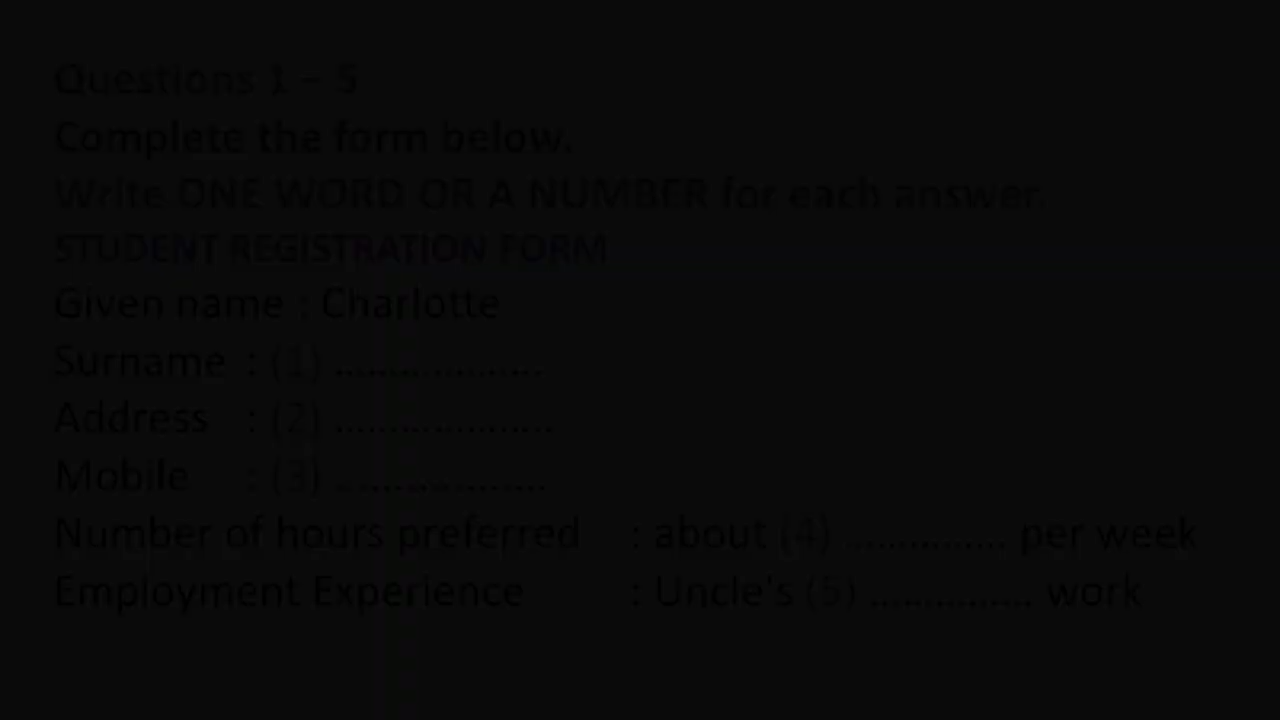 Questions 1 – 5
Complete the form below.
Write ONE WORD OR A NUMBER for each answer.
STUDENT REGISTRATION FORM
Given name : Charlotte
Surname : (1) ...................
Address : (2) ....................
Mobile : (3) ...................
Number of hours preferred : about (4) ............... per week
Employment Experience : Uncle's (5) ............... work